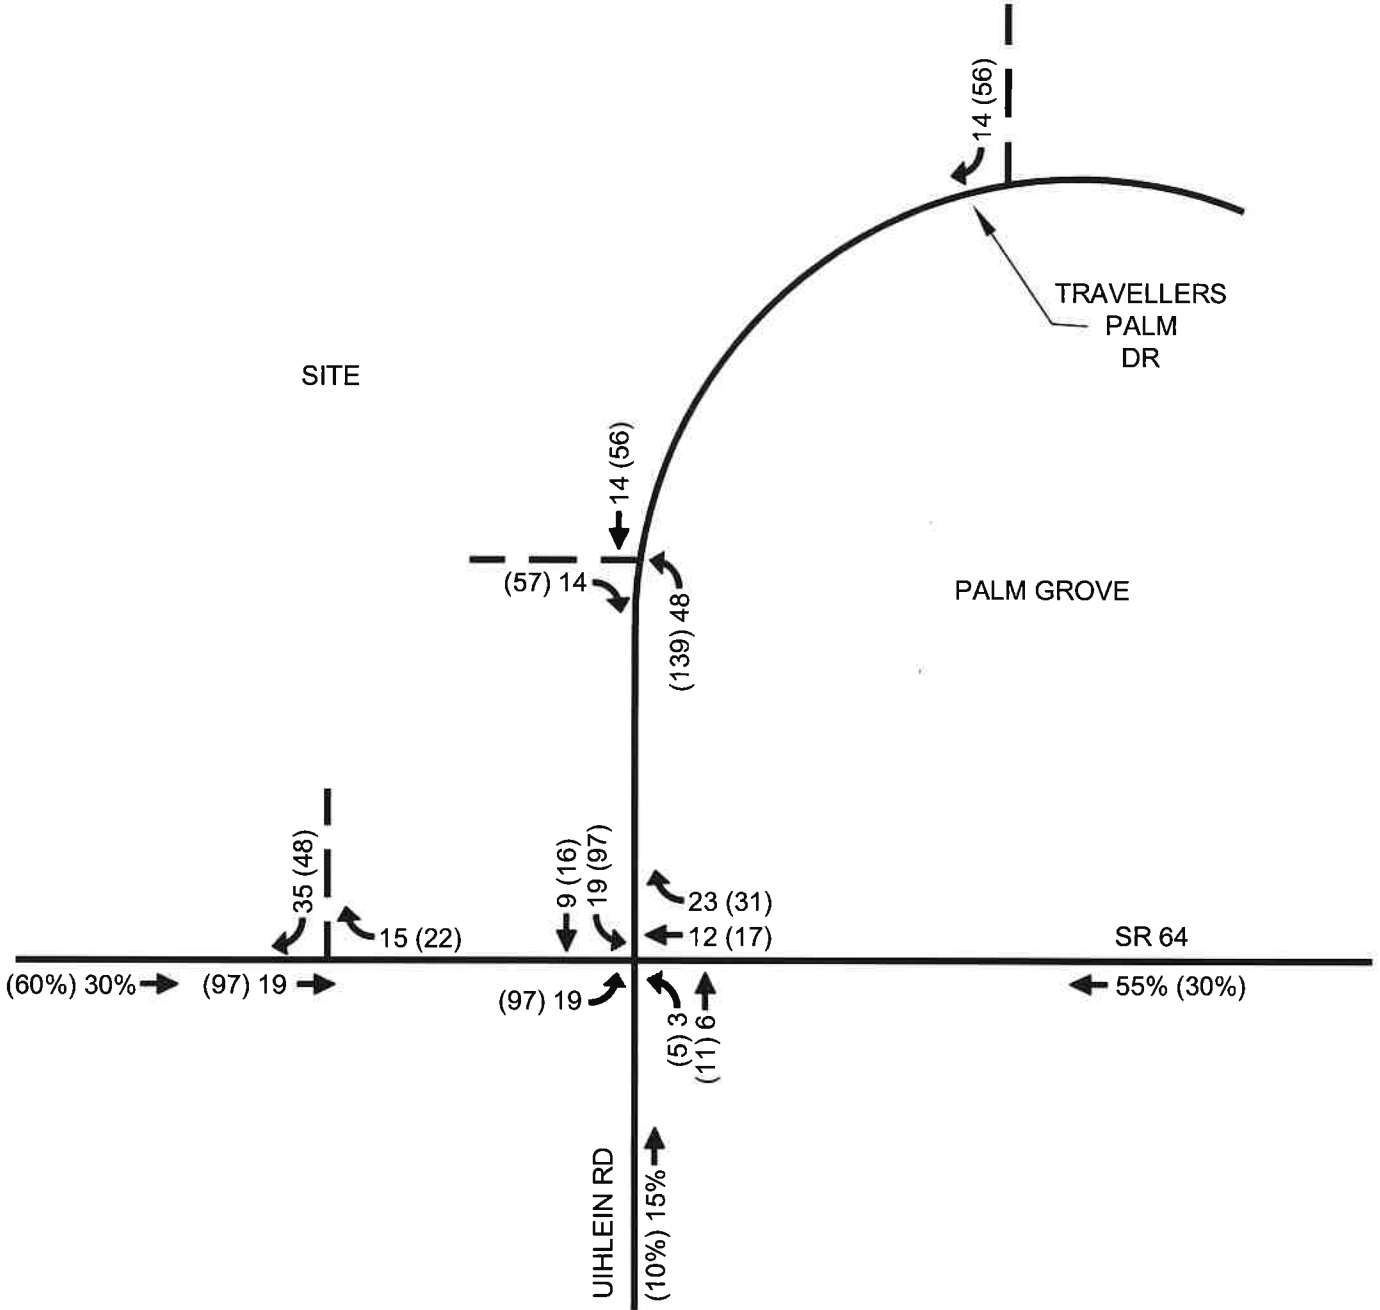 14 (56)
TRAVELLERS
PALM
DR
SITE
14 (56)
(57) 14
(139) 48
PALM GROVE
35 (48)
15 (22)
9 (16)
19 (97)
23 (31)
12 (17)
SR 64
(60%) 30%
(97) 19
(97) 19
(5) 3
(11) 6
55% (30%)
UIHLEIN RD
(10%) 15%